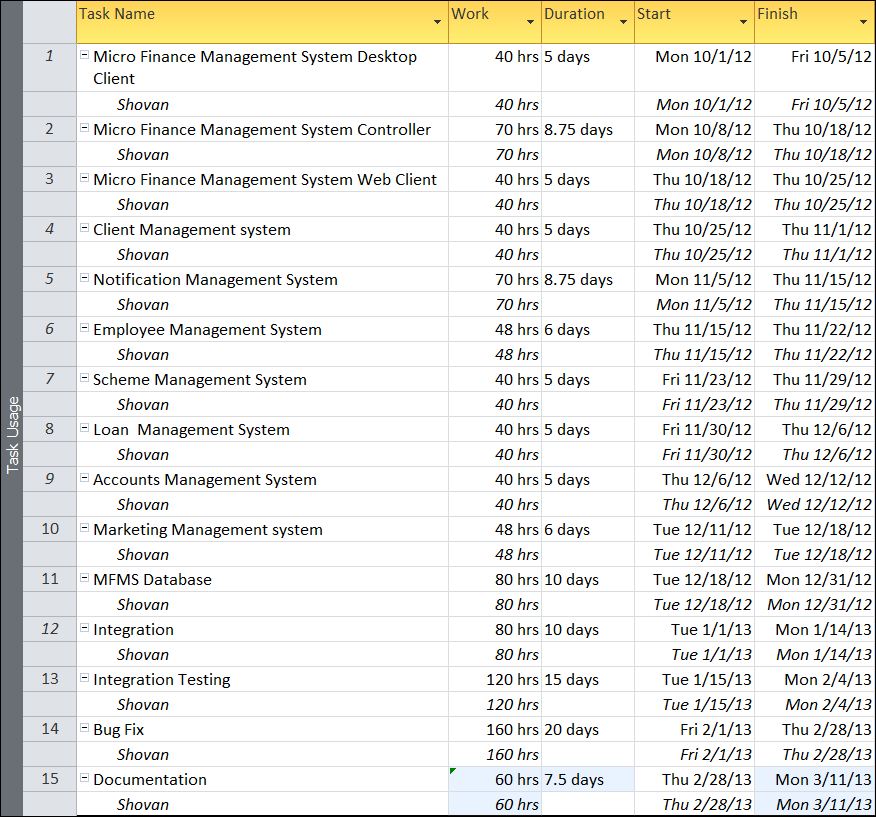 Task Name Work Duration Start Finish
1 Micro Finance Management System Desktop 40 hrs 5 days Mon 10/1/12 Fri 10/5/12
Client
Shovan 40 hrs Mon 10/1/12 Fri 10/5/12
2 Micro Finance Management System Controller 70 hrs 8.75 days Mon 10/8/12 Thu 10/18/12
Shovan 70 hrs Mon 10/8/12 Thu 10/18/12
3 Micro Finance Management System Web Client 40 hrs 5 days Thu 10/18/12 Thu 10/25/12
Shovan 40 hrs Thu 10/18/12 Thu 10/25/12
4 Client Management system 40 hrs 5 days Thu 10/25/12 Thu 11/1/12
Shovan 40 hrs Thu 10/25/12 Thu 11/1/12
5 Notification Management System 70 hrs 8.75 days Mon 11/5/12 Thu 11/15/12
Shovan 70 hrs Mon 11/5/12 Thu 11/15/12
6 Employee Management System 48 hrs 6 days Thu 11/15/12 Thu 11/22/12
Shovan 48 hrs Thu 11/15/12 Thu 11/22/12
7 Scheme Management System 40 hrs 5 days Fri 11/23/12 Thu 11/29/12
Shovan 40 hrs Fri 11/23/12 Thu 11/29/12
8 Loan Management System 40 hrs 5 days Fri 11/30/12 Thu 12/6/12
Shovan 40 hrs Fri 11/30/12 Thu 12/6/12
9 Accounts Management System 40 hrs 5 days Thu 12/6/12 Wed 12/12/12
Shovan 40 hrs Thu 12/6/12 Wed 12/12/12
10 Marketing Management system 48 hrs 6 days Tue 12/11/12 Tue 12/18/12
Shovan 48 hrs Tue 12/11/12 Tue 12/18/12
11 MFMS Database 80 hrs 10 days Tue 12/18/12 Mon 12/31/12
Shovan 80 hrs Tue 12/18/12 Mon 12/31/12
12 Integration 80 hrs 10 days Tue 1/1/13 Mon 1/14/13
Shovan 80 hrs Tue 1/1/13 Mon 1/14/13
13 Integration Testing 120 hrs 15 days Tue 1/15/13 Mon 2/4/13
Shovan 120 hrs Tue 1/15/13 Mon 2/4/13
14 Bug Fix 160 hrs 20 days Fri 2/1/13 Thu 2/28/13
Shovan 160 hrs Fri 2/1/13 Thu 2/28/13
15 Documentation 60 hrs 7.5 days Thu 2/28/13 Mon 3/11/13
Shovan 60 hrs Thu 2/28/13 Mon 3/11/13
Task Usage